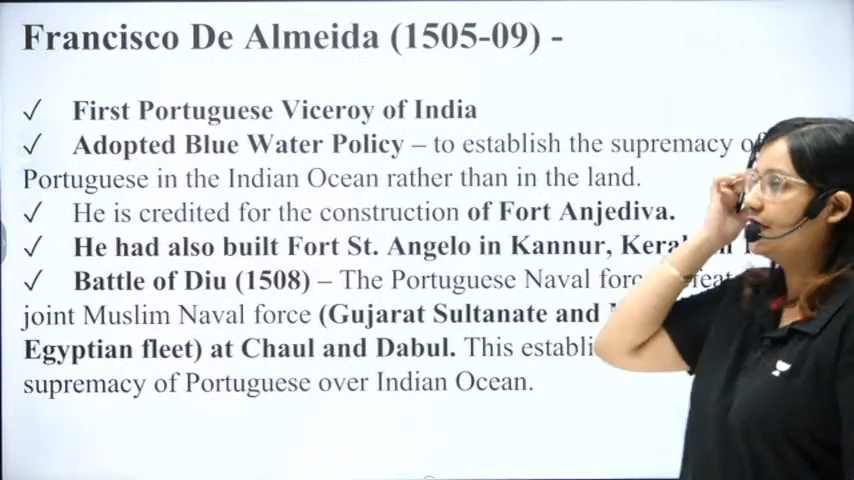 Francisco De Almeida (1505-09) -
✓ First Portuguese Viceroy of India
✓ Adopted Blue Water Policy – to establish the supremacy of
Portuguese in the Indian Ocean rather than in the land.
✓ He is credited for the construction of Fort Anjediva.
✓ He had also built Fort St. Angelo in Kannur,
✓ Battle of Diu (1508) – The Portuguese Naval
joint Muslim Naval force (Gujarat Sultanate and
Egyptian fleet) at Chaul and Dabul. This
supremacy of Portuguese over Indian Ocean.